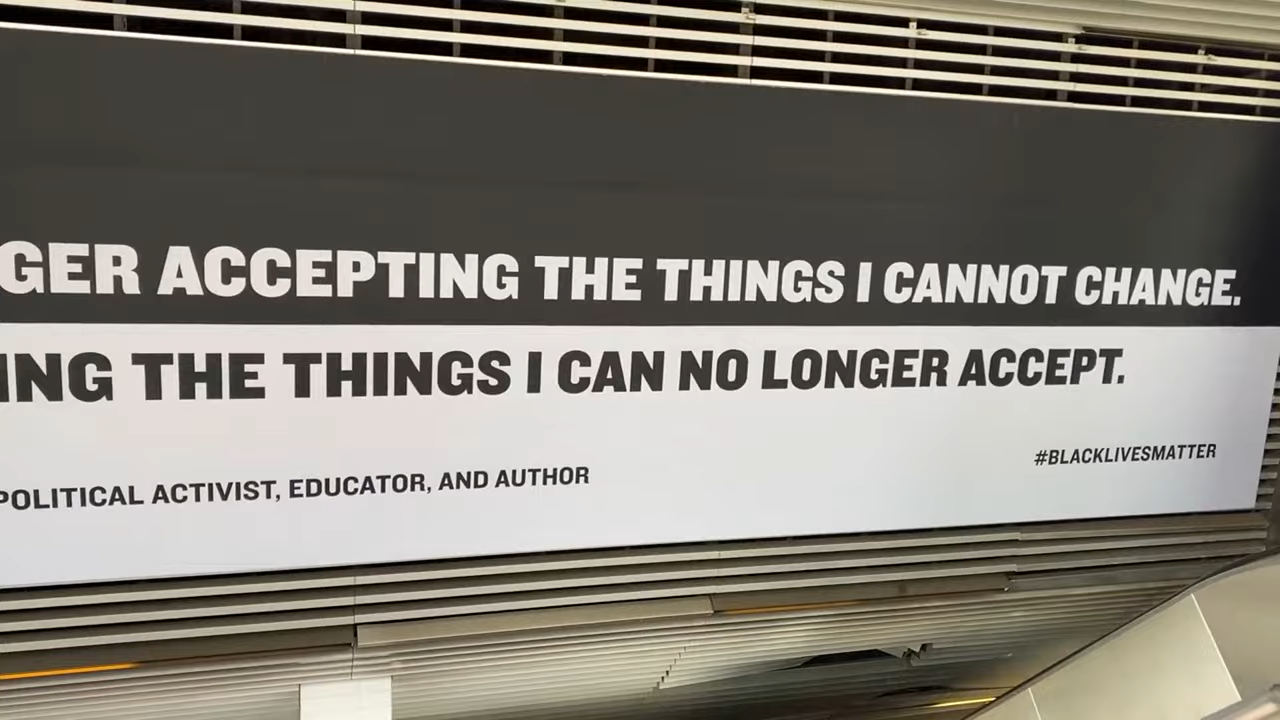 GER ACCEPTING THE THINGS I CANNOT CHANGE.
ING THE THINGS I CAN NO LONGER ACCEPT.
POLITICAL ACTIVIST, EDUCATOR, AND AUTHOR
#BLACKLIVESMATTER